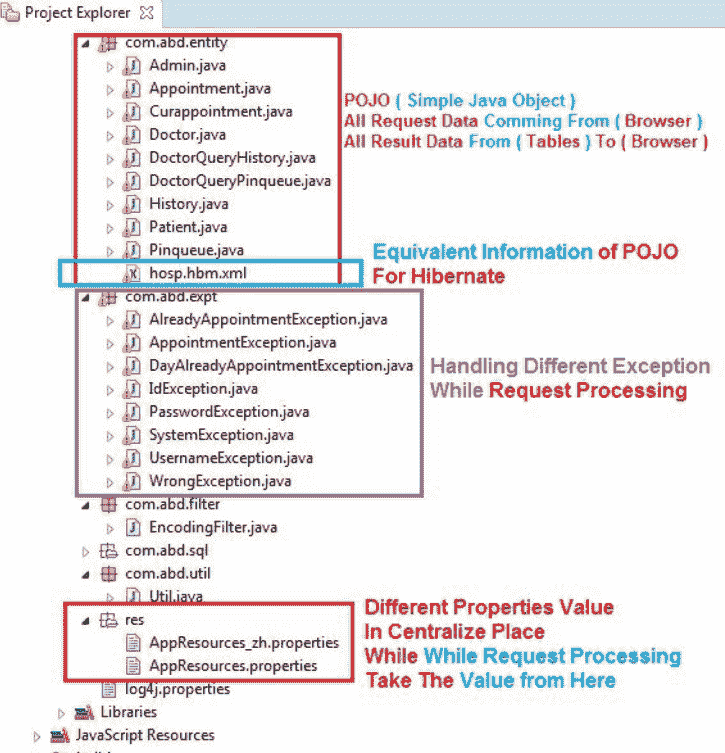 Project Explorer
com.abd.entity
Admin.java
Appointment.java
Curappointment.java
Doctor.java
DoctorQueryHistory.java
DoctorQueryPinqueue.java
History.java
Patient.java
Pinqueue.java
hosp.hbm.xml
POJO ( Simple Java Object )
All Request Data Comming From ( Browser )
All Result Data From ( Tables ) To ( Browser )
Equivalent Information of POJO
For Hibernate
com.abd.expt
AlreadyAppointmentException.java
AppointmentException.java
DayAlreadyAppointmentException.java
IdException.java
PasswordException.java
SystemException.java
UsernameException.java
WrongException.java
Handling Different Exception
While Request Processing
com.abd.filter
EncodingFilter.java
com.abd.sql
com.abd.util
Util.java
res
AppResources_zh.properties
AppResources.properties
Different Properties Value
In Centralize Place
While While Request Processing
Take The Value from Here
log4j.properties
Libraries
JavaScript Resources